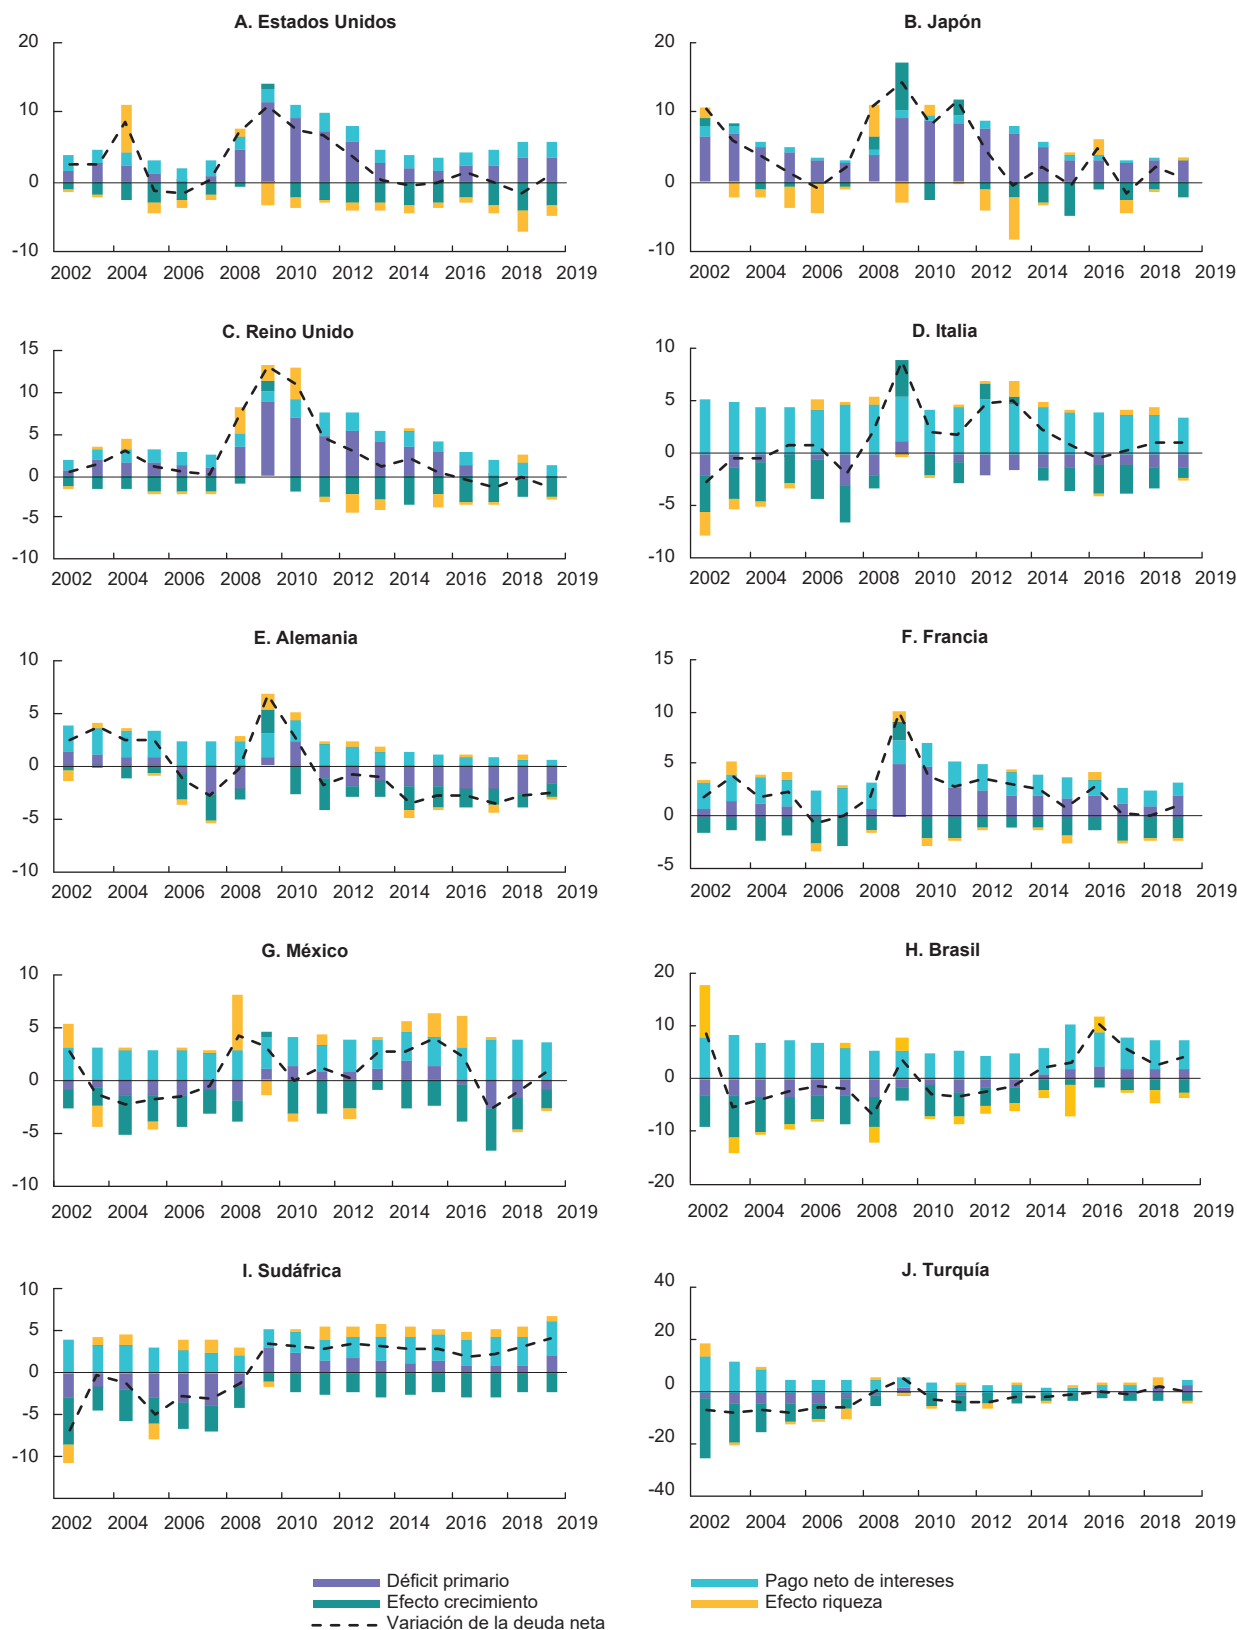 A. Estados Unidos
20
10
0
-10
2002 2004 2006 2008 2010 2012 2014 2016 2018 2019
B. Japón
20
10
0
-10
2002 2004 2006 2008 2010 2012 2014 2016 2018 2019
C. Reino Unido
15
10
5
0
-5
-10
2002 2004 2006 2008 2010 2012 2014 2016 2018 2019
D. Italia
10
5
0
-5
-10
2002 2004 2006 2008 2010 2012 2014 2016 2018 2019
E. Alemania
10
5
0
-5
-10
2002 2004 2006 2008 2010 2012 2014 2016 2018 2019
F. Francia
15
10
5
0
-5
2002 2004 2006 2008 2010 2012 2014 2016 2018 2019
G. México
10
5
0
-5
-10
2002 2004 2006 2008 2010 2012 2014 2016 2018 2019
H. Brasil
20
10
0
-10
-20
2002 2004 2006 2008 2010 2012 2014 2016 2018 2019
I. Sudáfrica
10
5
0
-5
-10
2002 2004 2006 2008 2010 2012 2014 2016 2018 2019
J. Turquía
40
20
0
-20
-40
2002 2004 2006 2008 2010 2012 2014 2016 2018 2019
Déficit primario
Efecto crecimiento
Variación de la deuda neta
Pago neto de intereses
Efecto riqueza